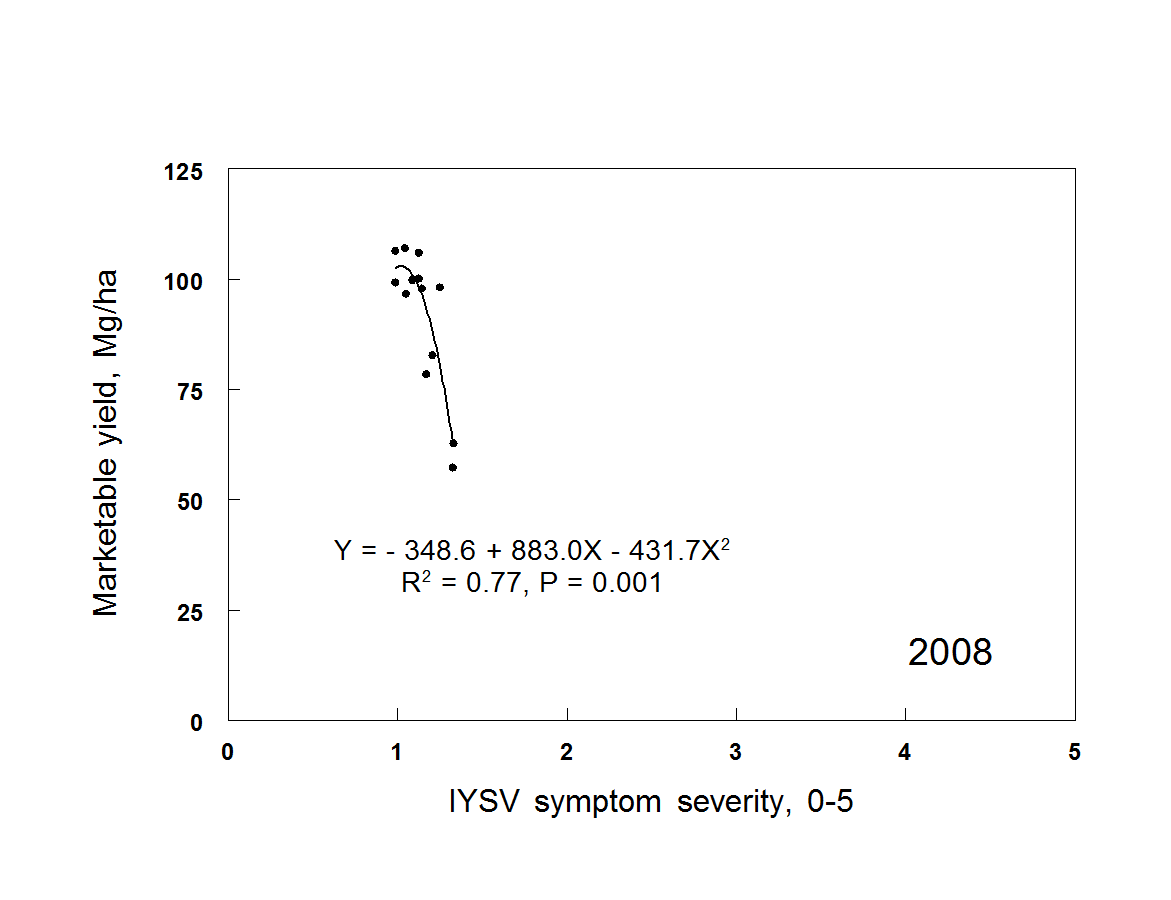 125
100
75
50
25
0
Marketable yield, Mg/ha
Y = - 348.6 + 883.0X - 431.7X²
R² = 0.77, P = 0.001
2008
0 1 2 3 4 5
IYSV symptom severity, 0-5